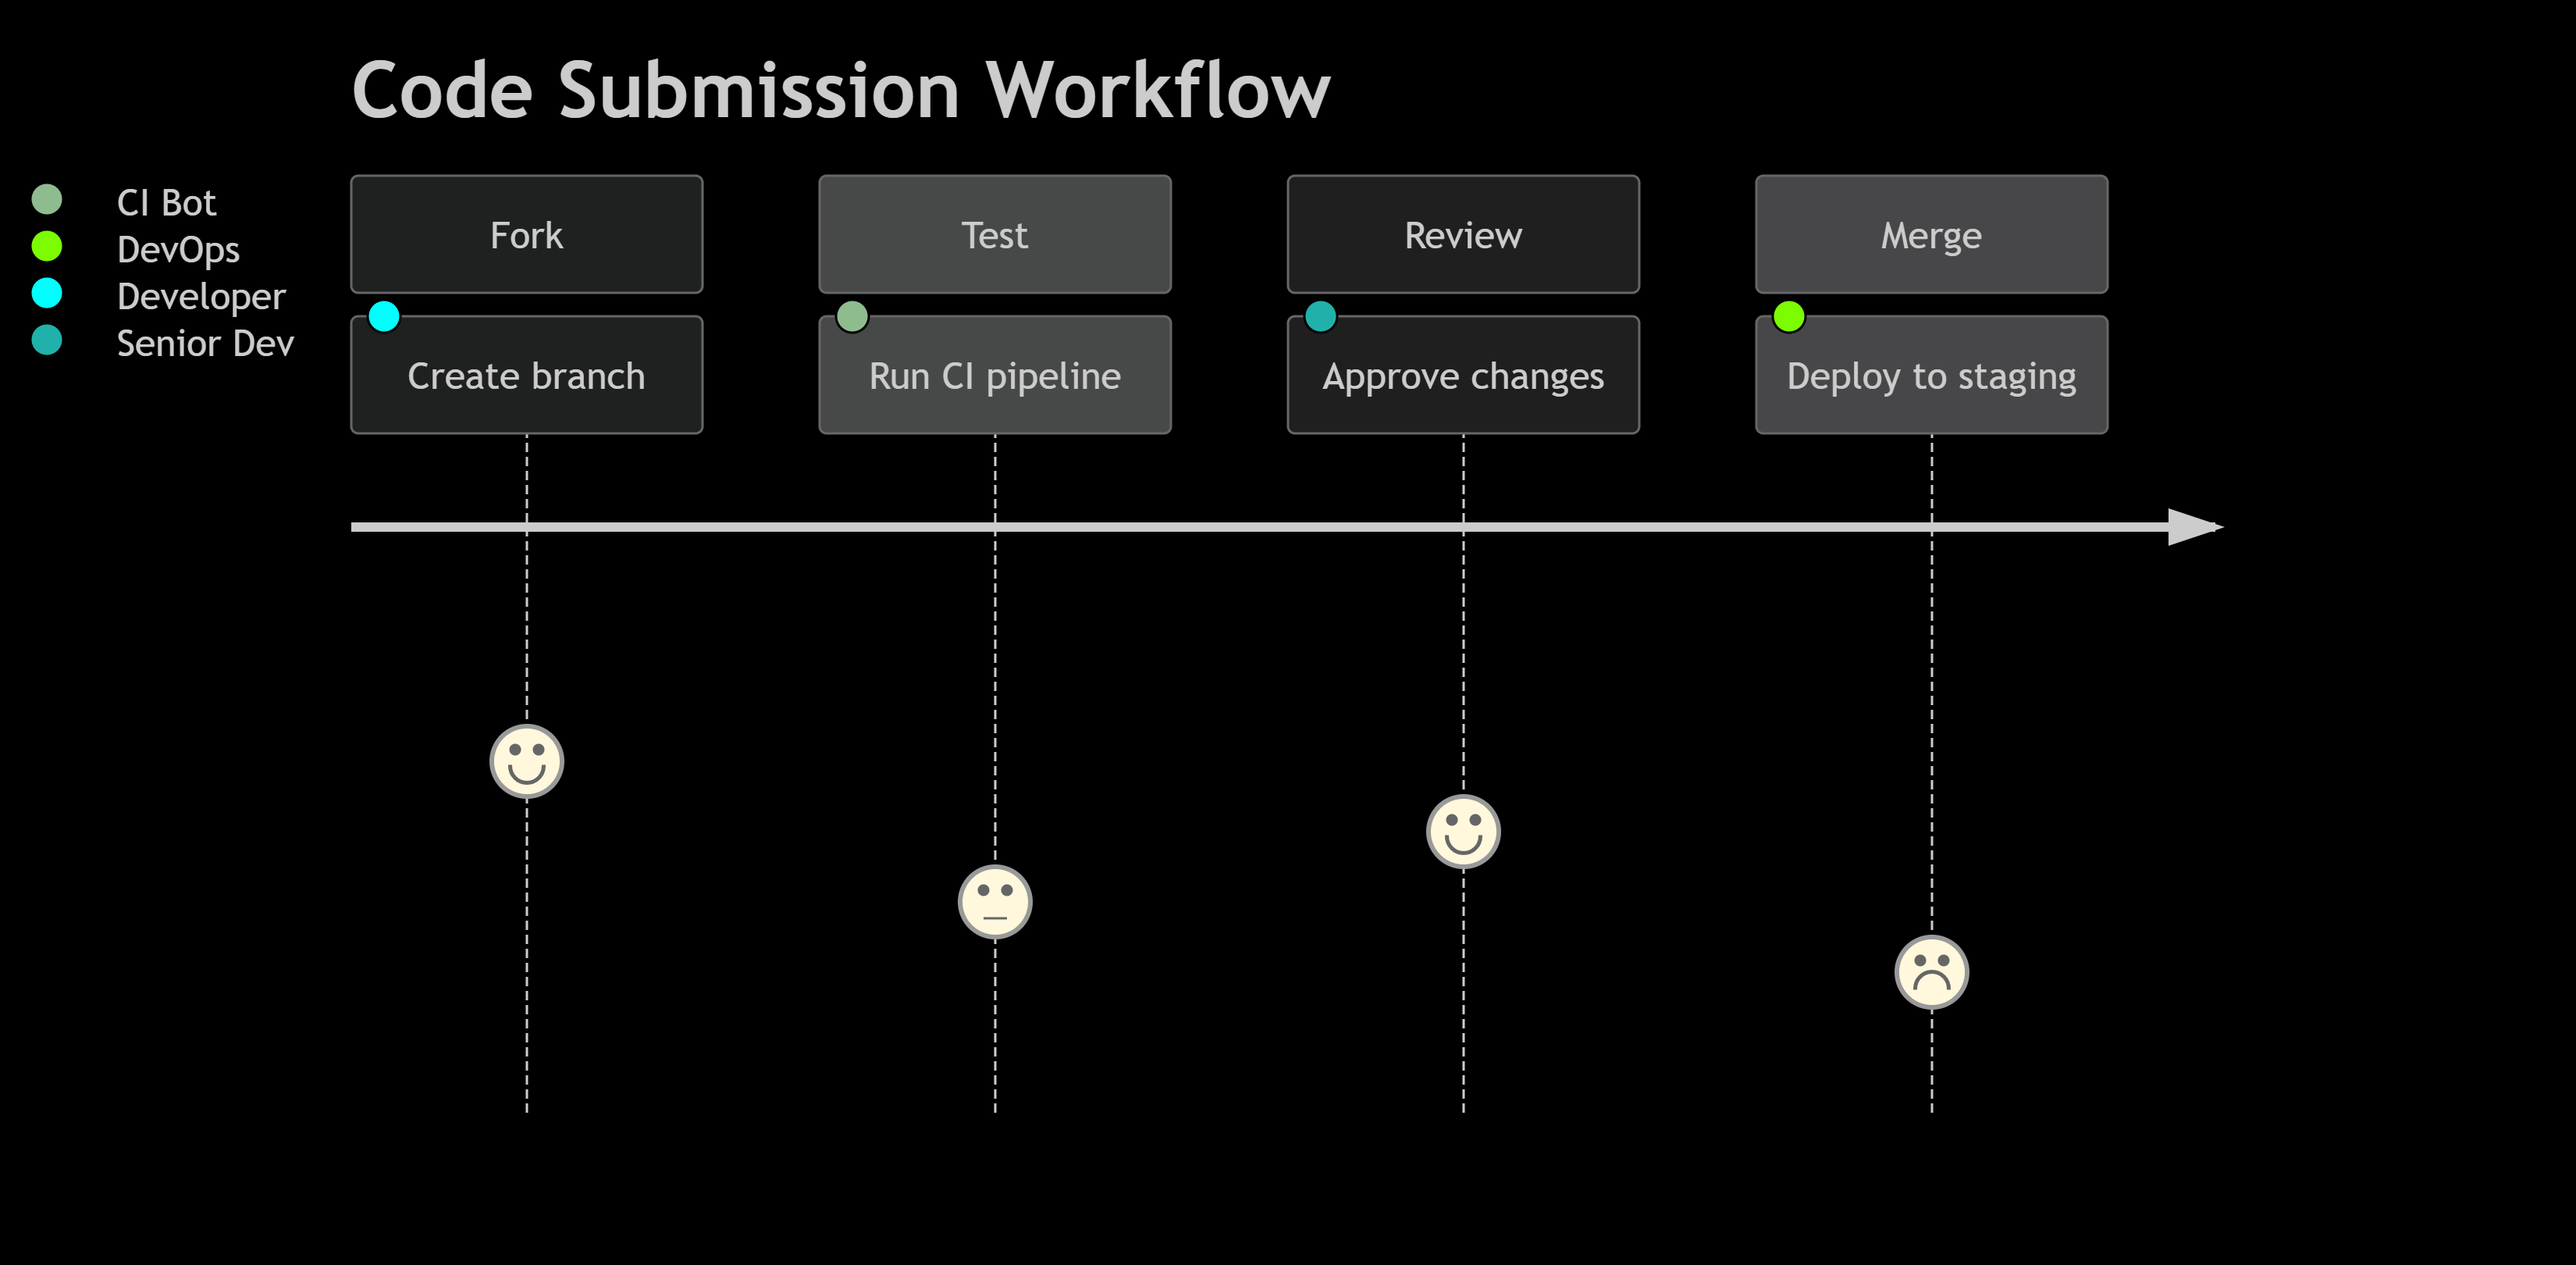 Code Submission Workflow
CI Bot
DevOps
Developer
Senior Dev
Fork
Test
Review
Merge
Create branch
Run CI pipeline
Approve changes
Deploy to staging